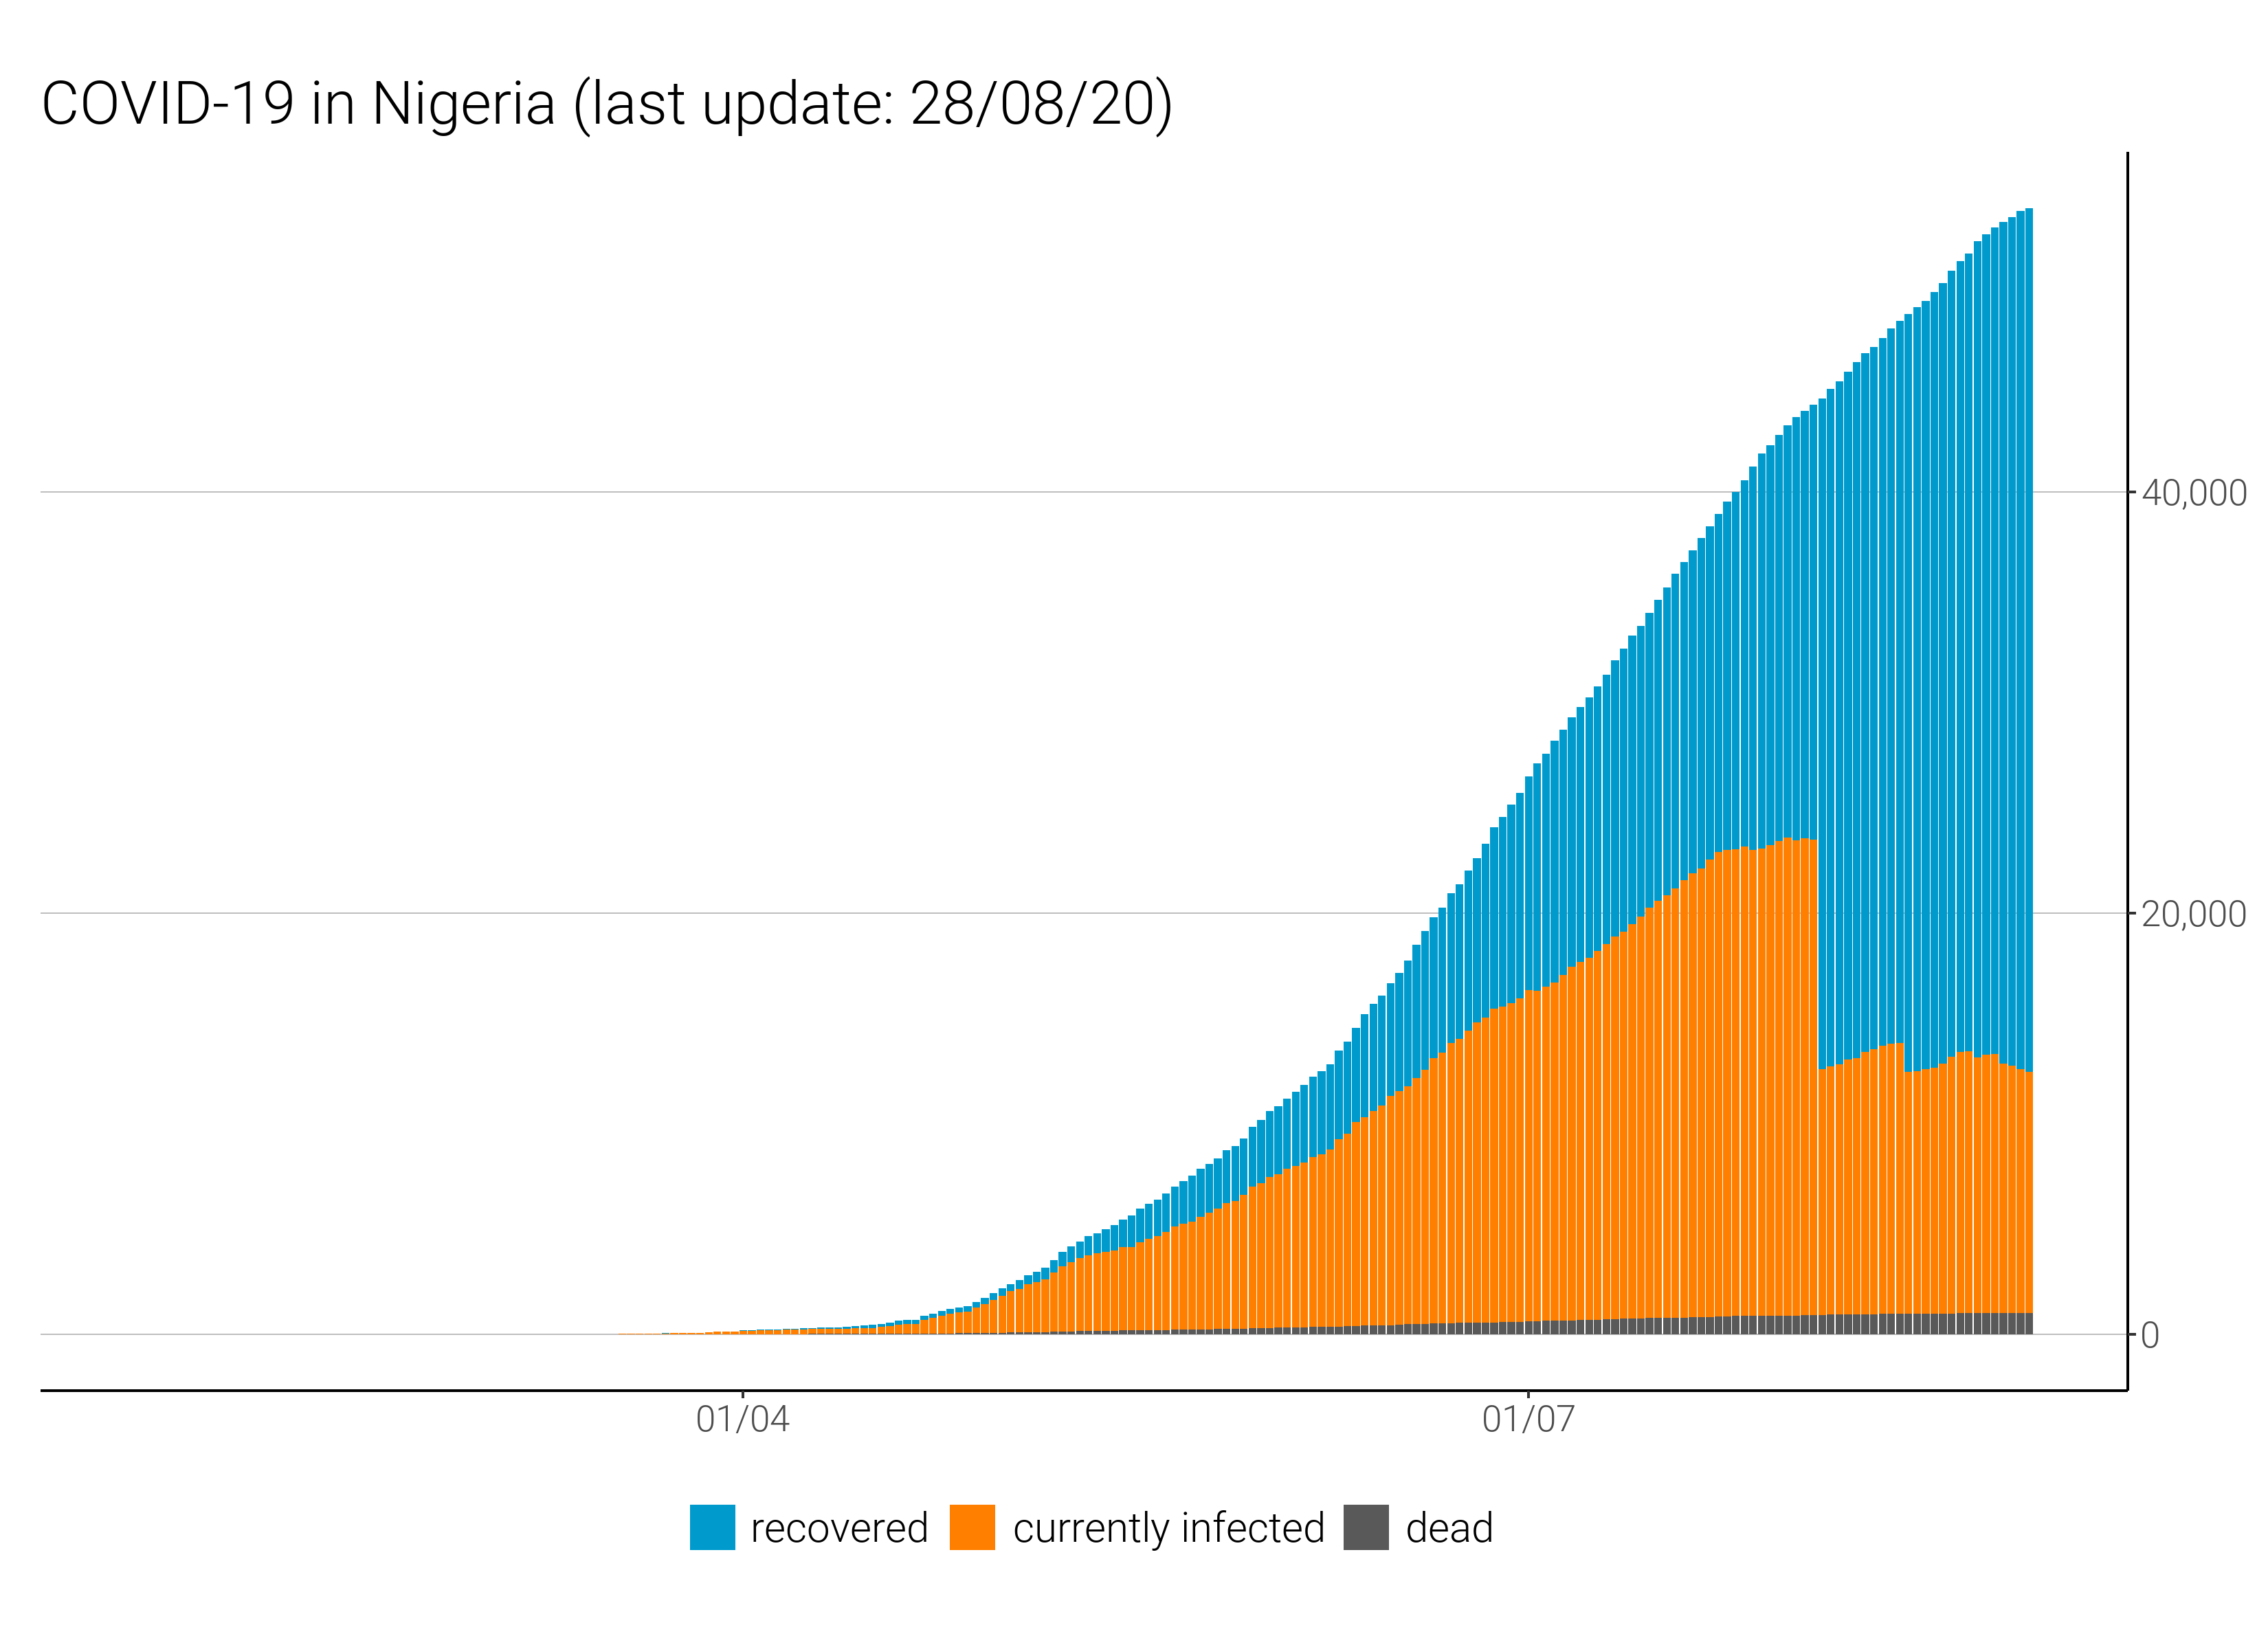 COVID-19 in Nigeria (last update: 28/08/20)
40,000
20,000
0
01/04 01/07
recovered currently infected dead